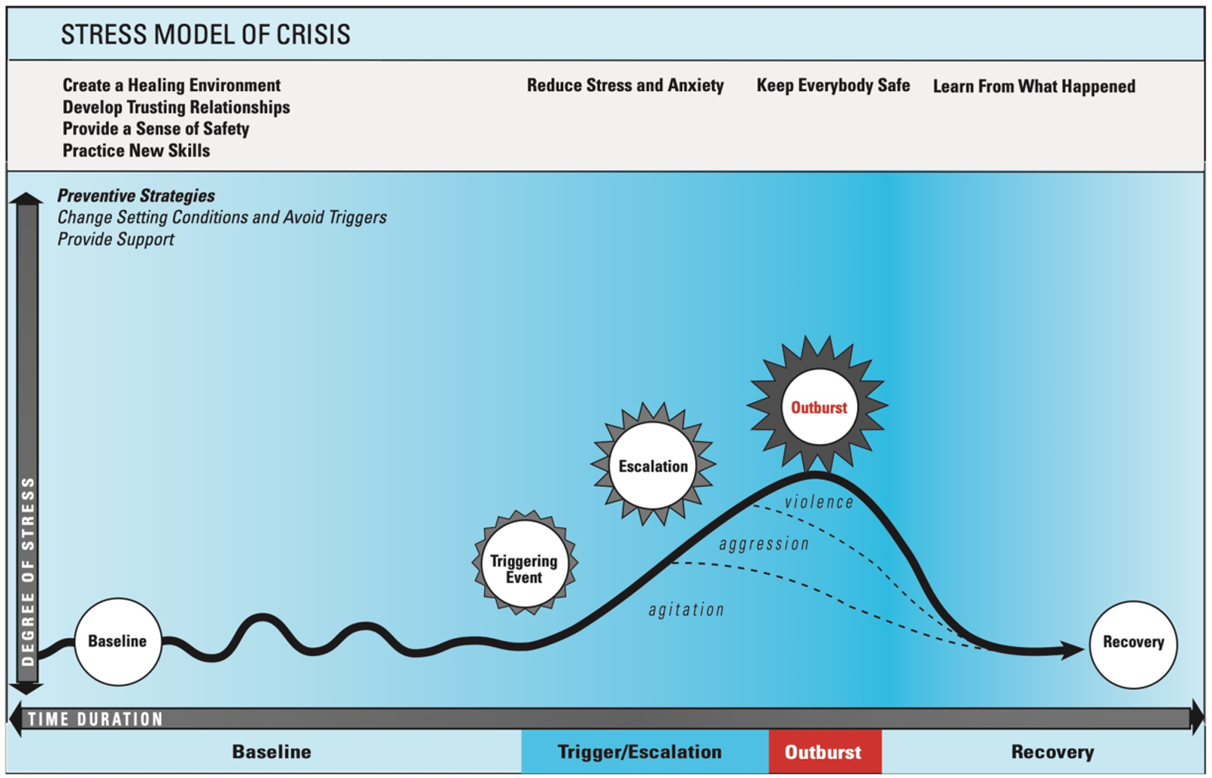 STRESS MODEL OF CRISIS
Create a Healing Environment
Develop Trusting Relationships
Provide a Sense of Safety
Practice New Skills
Reduce Stress and Anxiety
Keep Everybody Safe
Learn From What Happened
Preventive Strategies
Change Setting Conditions and Avoid Triggers
Provide Support
DEGREE OF STRESS
Outburst
Escalation
violence
aggression
Triggering
Event
agitation
Baseline
Recovery
TIME DURATION
Baseline
Trigger/Escalation
Outburst
Recovery